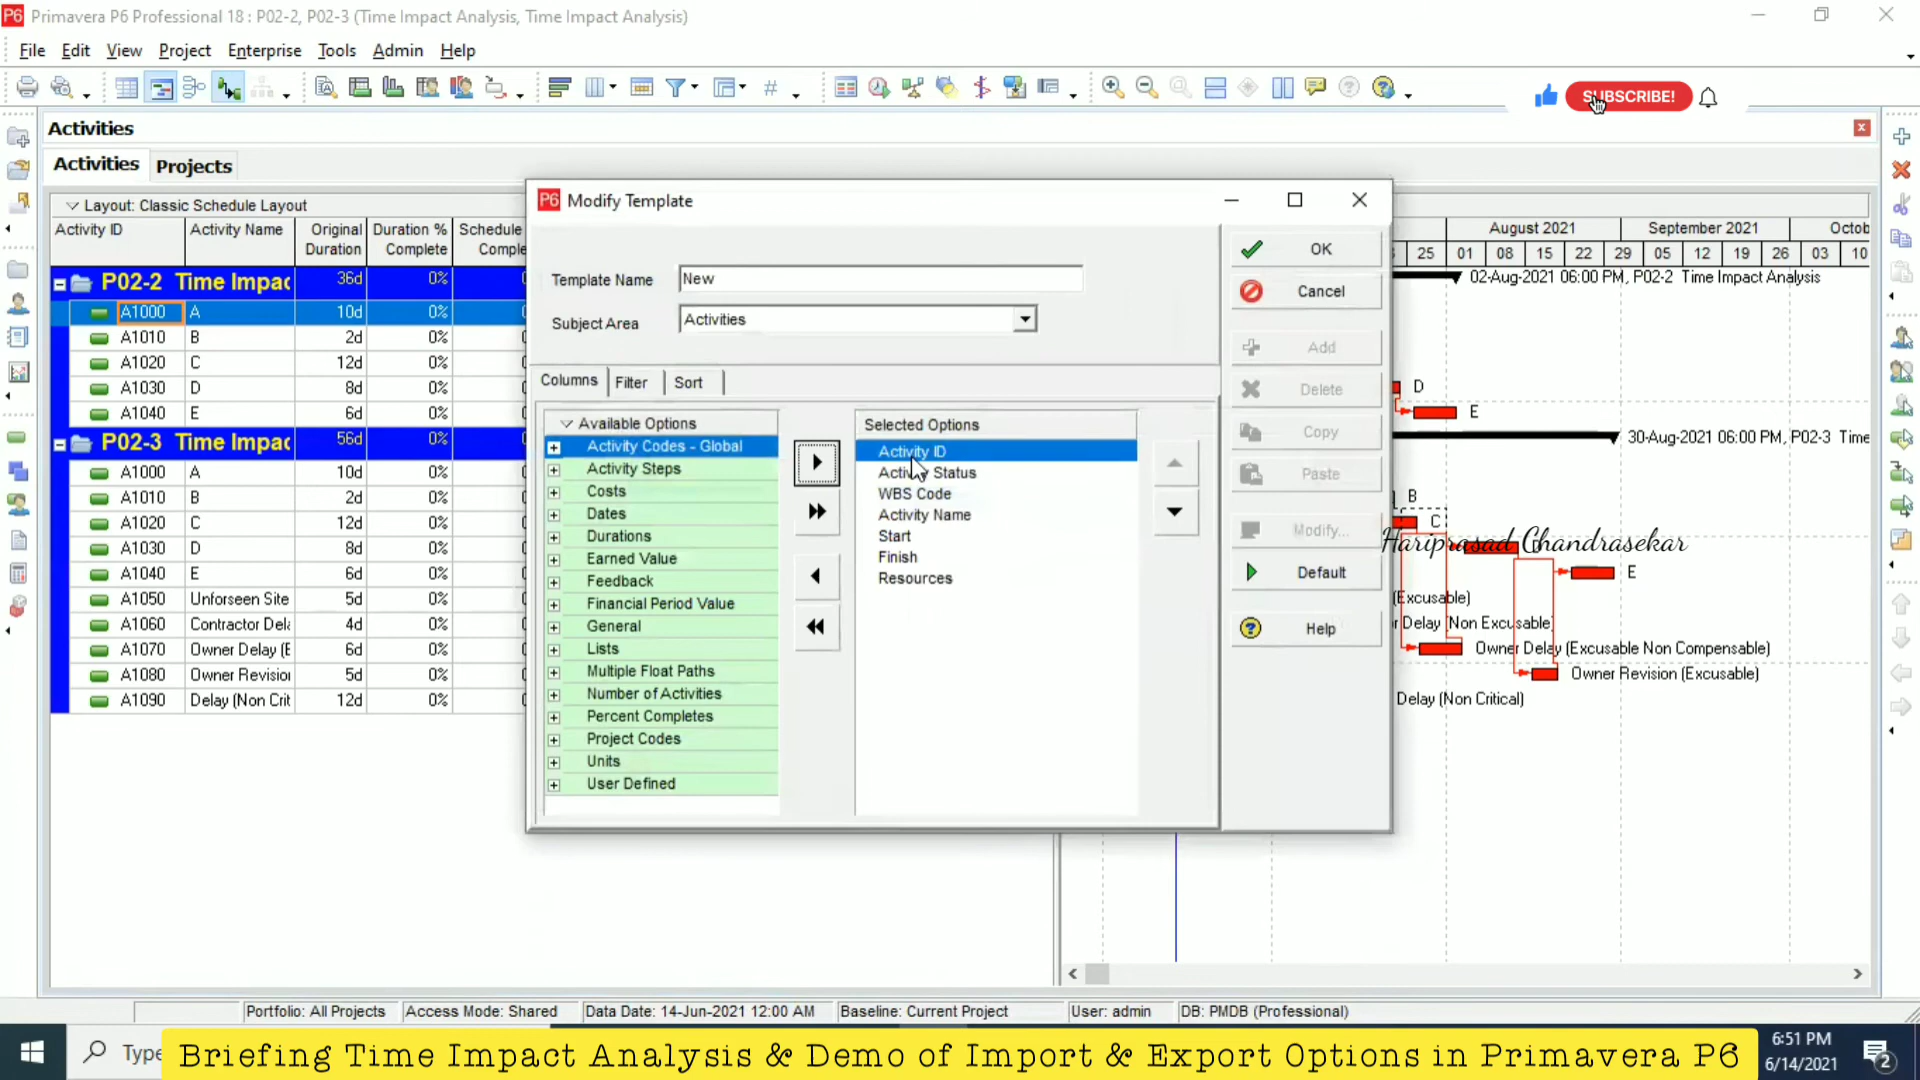 Primavera P6 Professional 18 : P02-2, P02-3 (Time Impact Analysis, Time Impact Analysis)
File Edit View Project Enterprise Tools Admin Help
SUBSCRIBE!
Activities
Activities Projects
Layout: Classic Schedule Layout
Activity ID Activity Name Original Duration Duration % Complete Schedule Comple
P02-2 Time Impac 36d 0%
A1000 A 10d 0%
A1010 B 2d 0%
A1020 C 12d 0%
A1030 D 8d 0%
A1040 E 6d 0%
P02-3 Time Impac 56d 0%
A1000 A 10d 0%
A1010 B 2d 0%
A1020 C 12d 0%
A1030 D 8d 0%
A1040 E 6d 0%
A1050 Unforseen Site 5d 0%
A1060 Contractor Dela 4d 0%
A1070 Owner Delay (E 6d 0%
A1080 Owner Revision 5d 0%
A1090 Delay (Non Crit 12d 0%
P6 Modify Template
Template Name New
Subject Area Activities
Columns Filter Sort
Available Options
Activity Codes - Global
Activity Steps
Costs
Dates
Durations
Earned Value
Feedback
Financial Period Value
General
Lists
Multiple Float Paths
Number of Activities
Percent Completes
Project Codes
Units
User Defined
Selected Options
Activity ID
Activity Status
WBS Code
Activity Name
Start
Finish
Resources
OK
Cancel
Add
Delete
Copy
Paste
Modify...
Default
Help
August 2021 September 2021 Octob
25 01 08 15 22 29 05 12 19 26 03 10
02-Aug-2021 06:00 PM, P02-2 Time Impact Analysis
D
E
30-Aug-2021 06:00 PM, P02-3 Time
B
C
Hariprasad Chandrasekar
E
(Excusable)
r Delay (Non Excusable)
Owner Delay (Excusable Non Compensable)
Owner Revision (Excusable)
Delay (Non Critical)
Portfolio: All Projects Access Mode: Shared Data Date: 14-Jun-2021 12:00 AM Baseline: Current Project User: admin DB: PMDB (Professional)
Type
Briefing Time Impact Analysis & Demo of Import & Export Options in Primavera P6
6:51 PM
6/14/2021
2